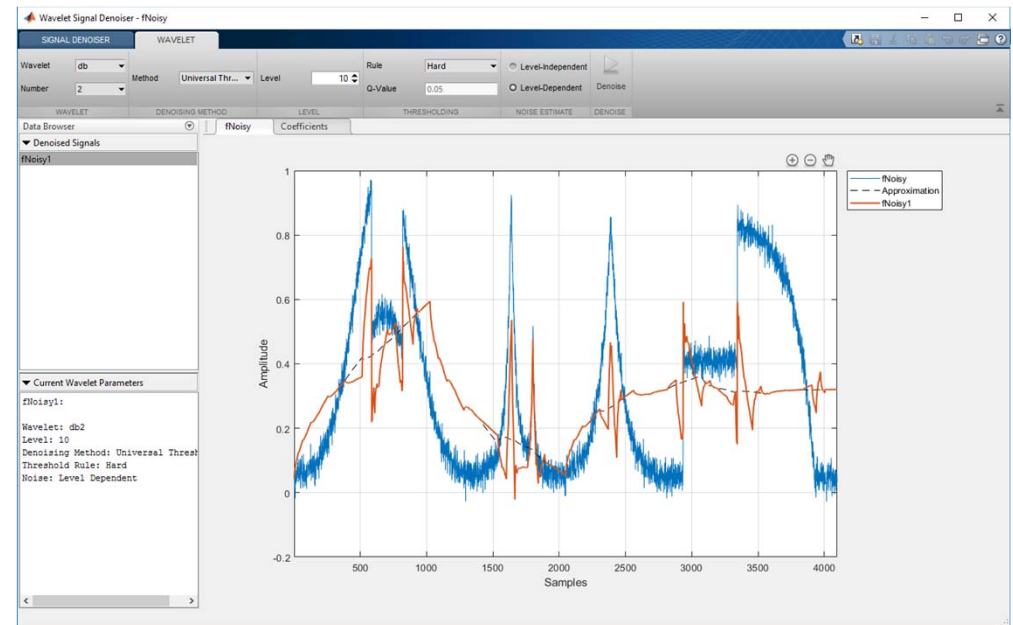 Wavelet Signal Denoiser - fNoisy
SIGNAL DENOISER WAVELET
Wavelet db
Number 2
Method Universal Thr...
Level 10
Rule Hard
Q-Value 0.05
Level-Independent
Level-Dependent
Denoise
WAVELET DENOISING METHOD LEVEL THRESHOLDING NOISE ESTIMATE DENOISE
Data Browser
fNoisy Coefficients
Denoised Signals
fNoisy1
Current Wavelet Parameters
fNoisy1:
Wavelet: db2
Level: 10
Denoising Method: Universal Thresh
Threshold Rule: Hard
Noise: Level Dependent
fNoisy
Approximation
fNoisy1
1
0.8
0.6
0.4
0.2
0
-0.2
Amplitude
500 1000 1500 2000 2500 3000 3500 4000
Samples